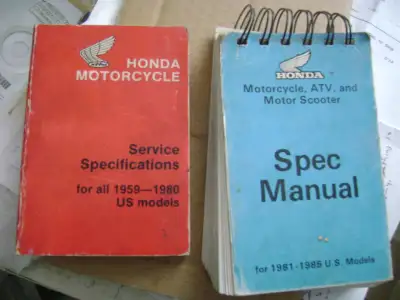 HONDA
MOTORCYCLE
Service
Specifications
for all 1959—1980
US models
HONDA
Motorcycle, ATV, and
Motor Scooter
Spec
Manual
for 1981-1988 U.S. Models